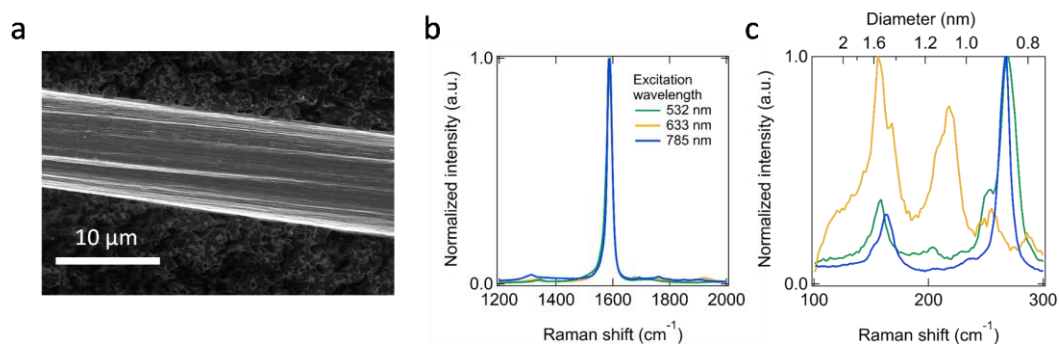 a
10 μm
b
Normalized intensity (a.u.)
1.0
0.0
Excitation
wavelength
532 nm
633 nm
785 nm
1200 1400 1600 1800 2000
Raman shift (cm⁻¹)
c
Diameter (nm)
2 1.6 1.2 1.0 0.8
Normalized intensity (a.u.)
1.0
0.0
100 200 300
Raman shift (cm⁻¹)